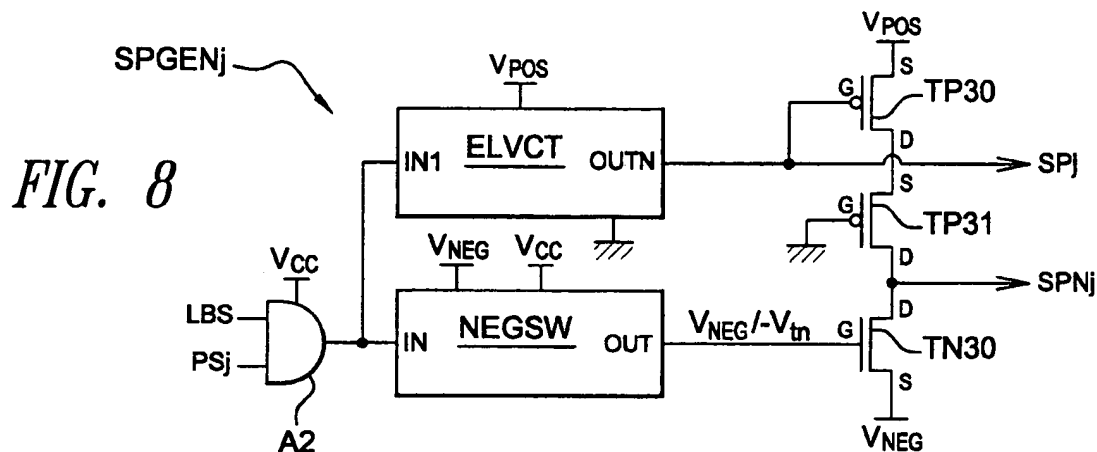 FIG. 8
SPGENj
VPOS
IN1 ELVCT OUTN
VNEG VCC
IN NEGSW OUT
VCC
LBS
PSj
A2
VNEG/-Vtn
VPOS
S
G TP30
D
SPj
S
G TP31
D
SPNj
D
G TN30
S
VNEG